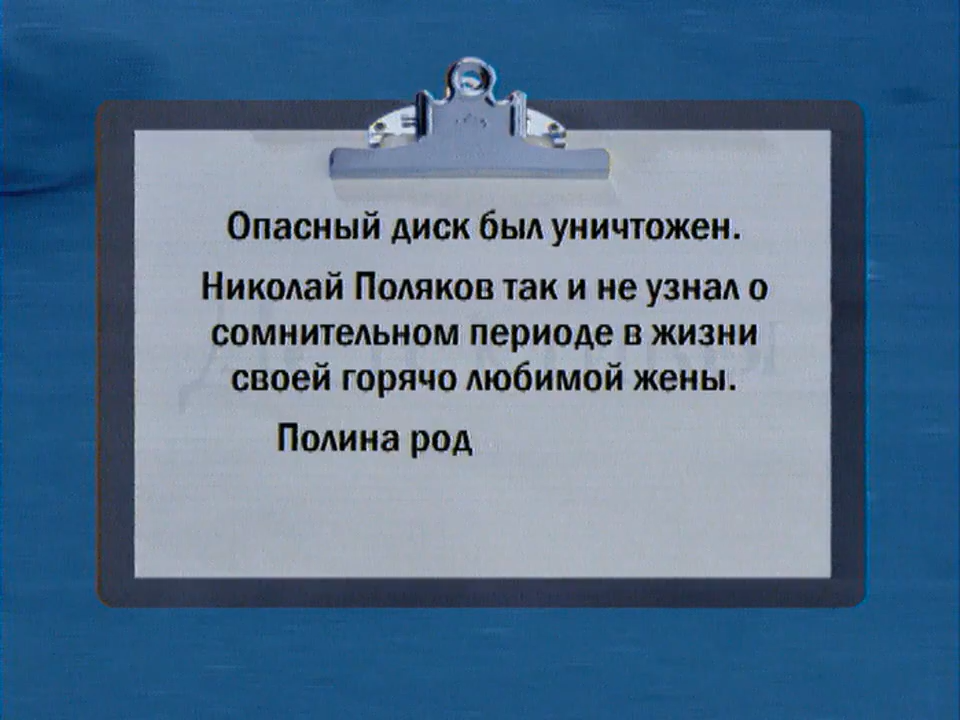 Опасный диск был уничтожен.
Николай Поляков так и не узнал о
сомнительном периоде в жизни
своей горячо любимой жены.
Полина род